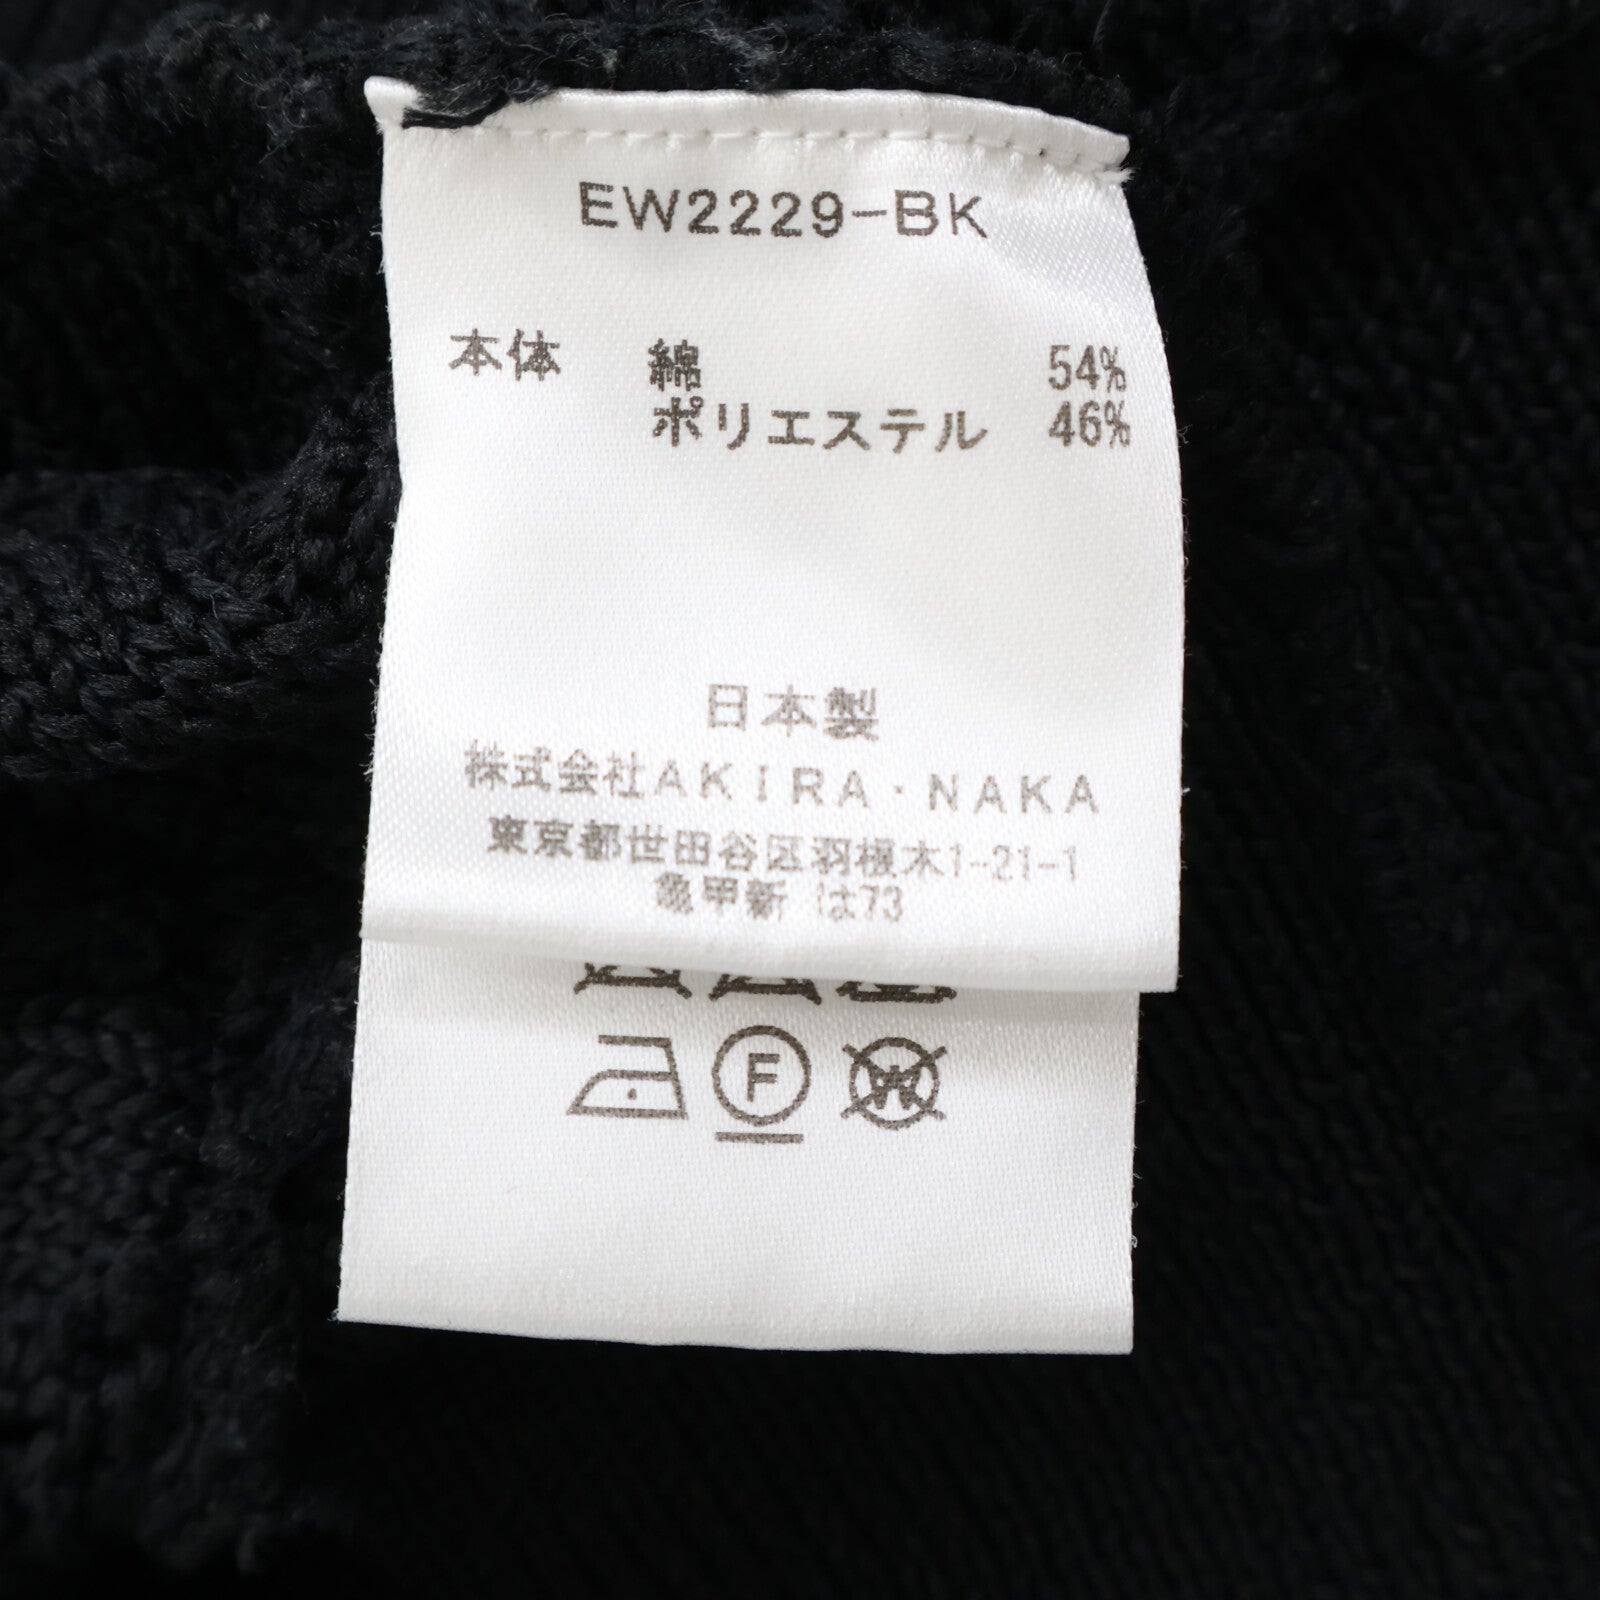 EW2229-BK
本体 綿 54%
ポリエステル 46%
日本製
株式会社AKIRA・NAKA
東京都世田谷区羽根木1-21-1
亀甲新 は73
F W